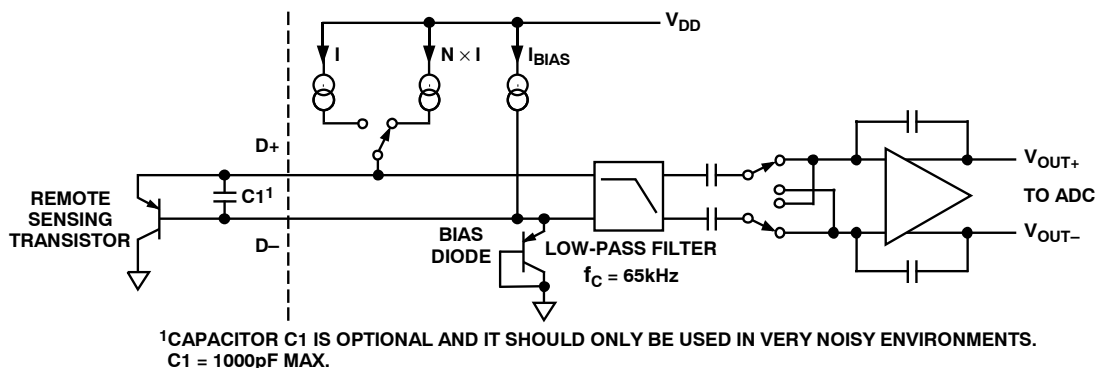 V_DD
I
N × I
I_BIAS
D+
C1¹
REMOTE
SENSING
TRANSISTOR
D–
BIAS
DIODE
LOW-PASS FILTER
f_C = 65kHz
V_OUT+
TO ADC
V_OUT–
¹CAPACITOR C1 IS OPTIONAL AND IT SHOULD ONLY BE USED IN VERY NOISY ENVIRONMENTS.
C1 = 1000pF MAX.